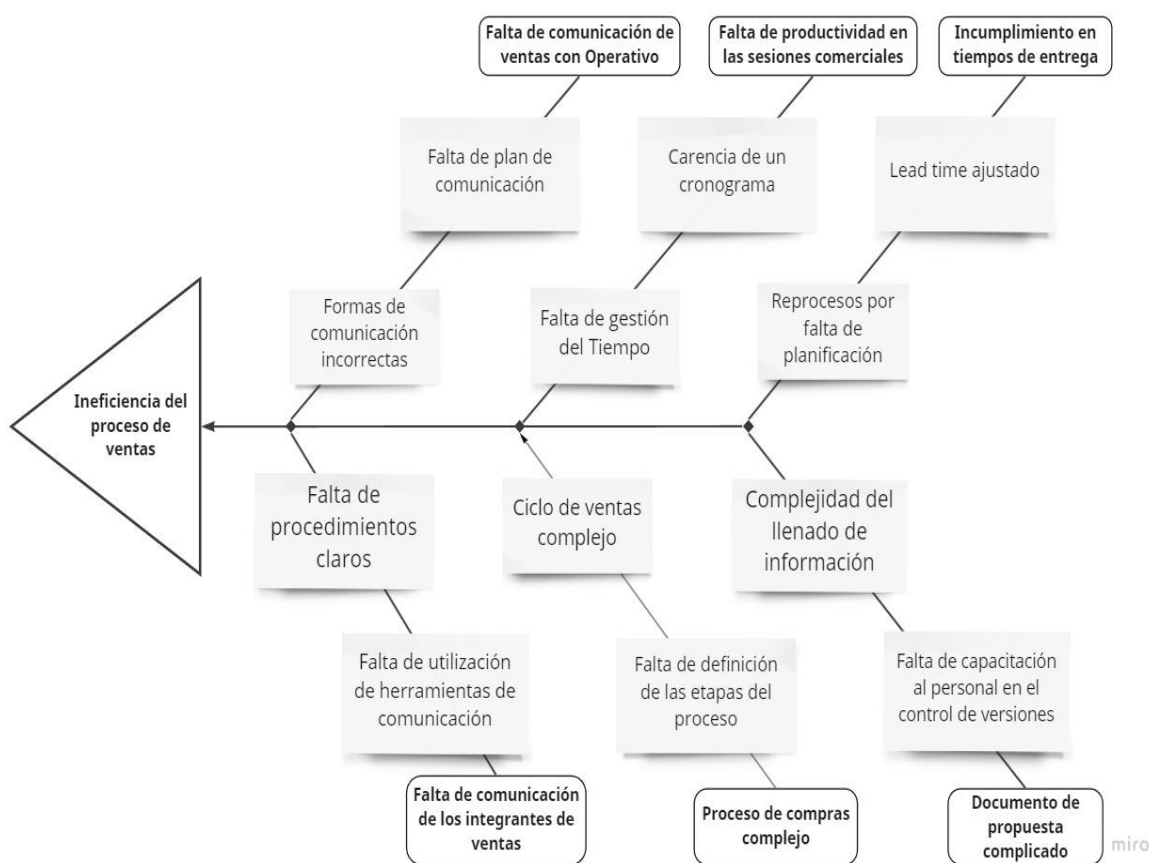 Falta de comunicación de
ventas con Operativo
Falta de productividad en
las sesiones comerciales
Incumplimiento en
tiempos de entrega
Falta de plan de
comunicación
Carencia de un
cronograma
Lead time ajustado
Formas de
comunicación
incorrectas
Falta de gestión
del Tiempo
Reprocesos por
falta de
planificación
Ineficiencia del
proceso de
ventas
Falta de
procedimientos
claros
Ciclo de ventas
complejo
Complejidad del
llenado de
información
Falta de utilización
de herramientas de
comunicación
Falta de definición
de las etapas del
proceso
Falta de capacitación
al personal en el
control de versiones
Falta de comunicación
de los integrantes de
ventas
Proceso de compras
complejo
Documento de
propuesta
complicado
miro